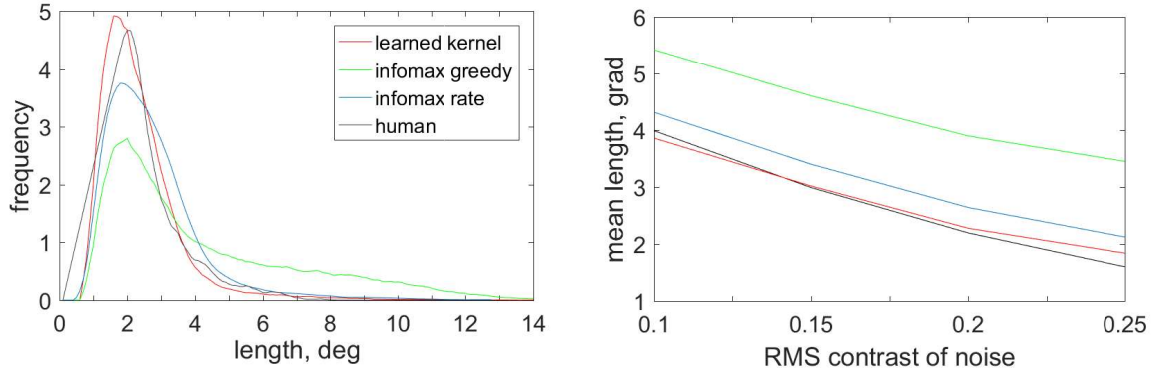 frequency
5
4
3
2
1
0
learned kernel
infomax greedy
infomax rate
human
0 2 4 6 8 10 12 14
length, deg
mean length, grad
6
5
4
3
2
1
0.1 0.15 0.2 0.25
RMS contrast of noise